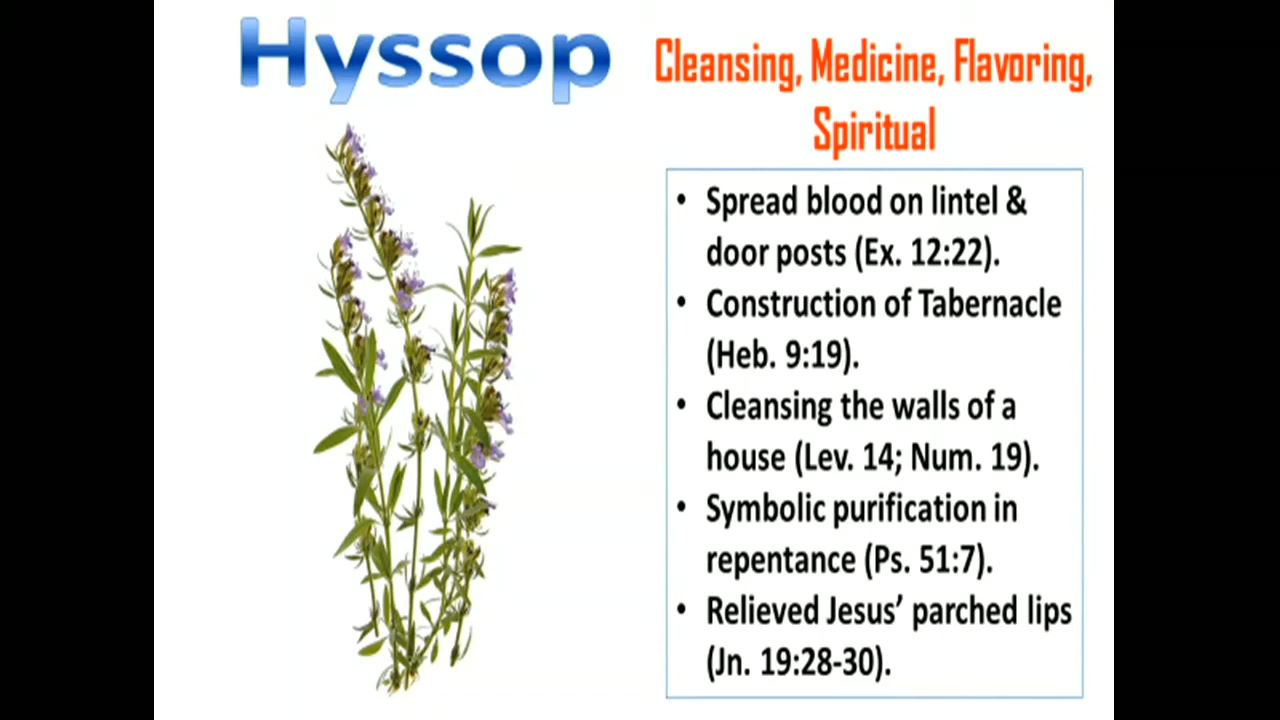 Hyssop
Cleansing, Medicine, Flavoring,
Spiritual
• Spread blood on lintel &
door posts (Ex. 12:22).
• Construction of Tabernacle
(Heb. 9:19).
• Cleansing the walls of a
house (Lev. 14; Num. 19).
• Symbolic purification in
repentance (Ps. 51:7).
• Relieved Jesus’ parched lips
(Jn. 19:28-30).